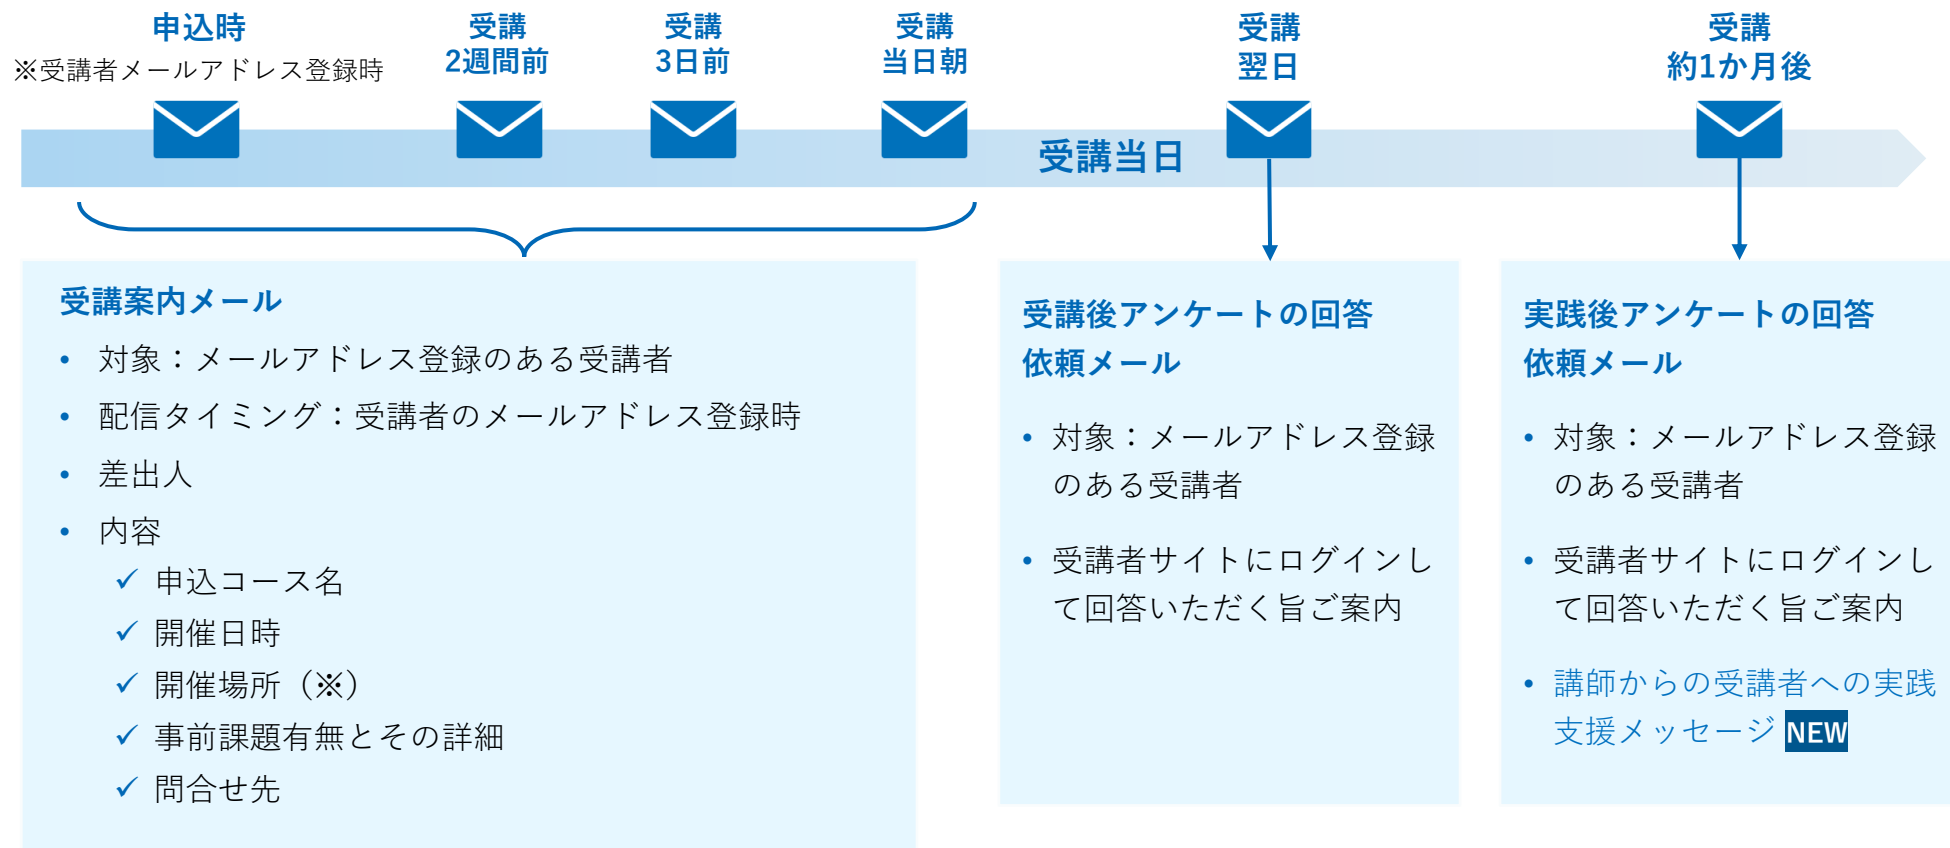 申込時
※受講者メールアドレス登録時
受講
2週間前
受講
3日前
受講
当日朝
受講
翌日
受講
約1か月後
受講当日
受講案内メール
• 対象：メールアドレス登録のある受講者
• 配信タイミング：受講者のメールアドレス登録時
• 差出人
• 内容
✓ 申込コース名
✓ 開催日時
✓ 開催場所（※）
✓ 事前課題有無とその詳細
✓ 問合せ先
受講後アンケートの回答
依頼メール
• 対象：メールアドレス登録
のある受講者
• 受講者サイトにログインし
て回答いただく旨ご案内
実践後アンケートの回答
依頼メール
• 対象：メールアドレス登録
のある受講者
• 受講者サイトにログインし
て回答いただく旨ご案内
• 講師からの受講者への実践
支援メッセージ NEW